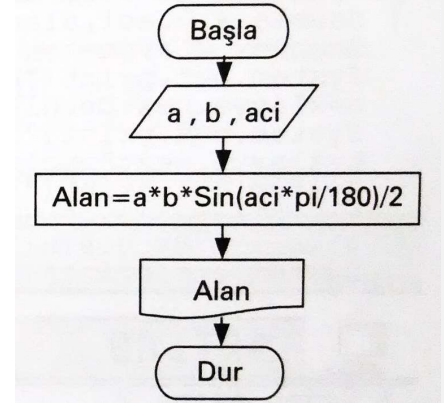 Başla
a , b , aci
Alan=a*b*Sin(aci*pi/180)/2
Alan
Dur